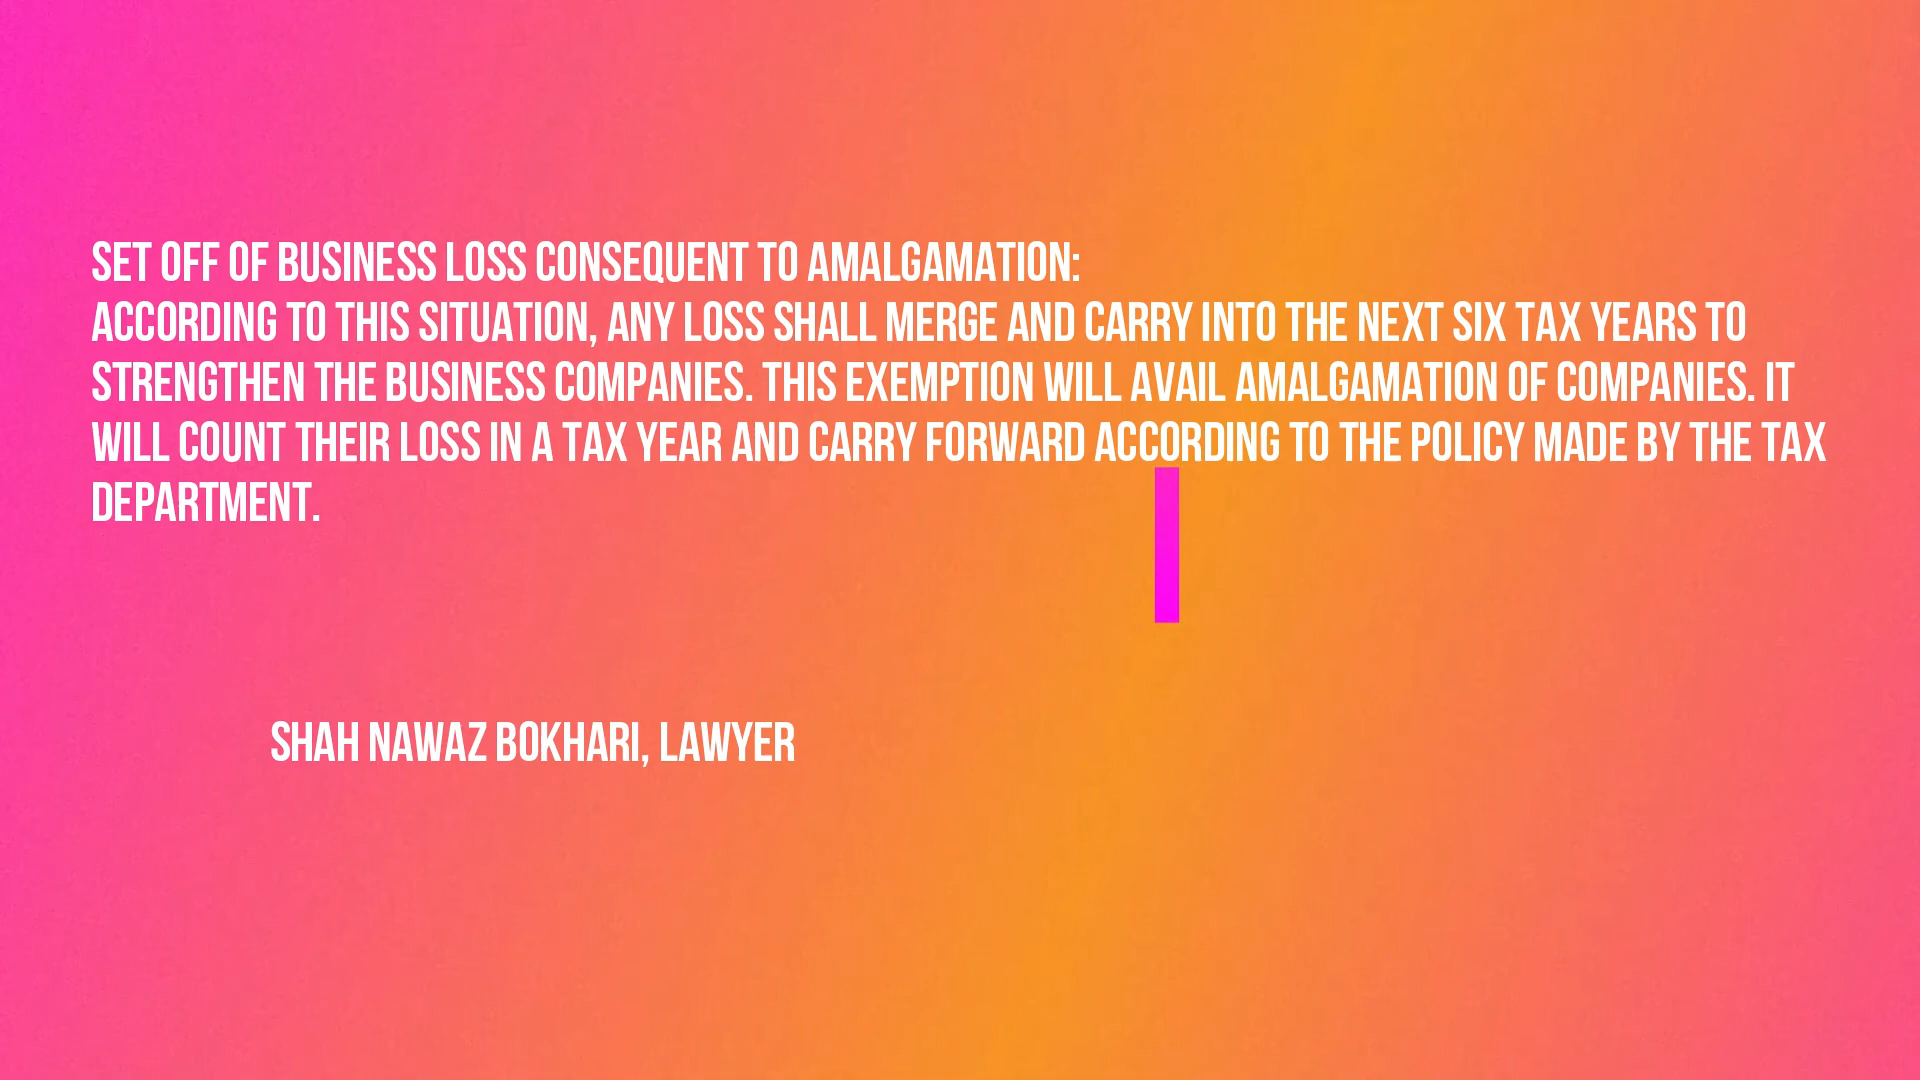 SET OFF OF BUSINESS LOSS CONSEQUENT TO AMALGAMATION:
ACCORDING TO THIS SITUATION, ANY LOSS SHALL MERGE AND CARRY INTO THE NEXT SIX TAX YEARS TO
STRENGTHEN THE BUSINESS COMPANIES. THIS EXEMPTION WILL AVAIL AMALGAMATION OF COMPANIES. IT
WILL COUNT THEIR LOSS IN A TAX YEAR AND CARRY FORWARD ACCORDING TO THE POLICY MADE BY THE TAX
DEPARTMENT.
SHAH NAWAZ BOKHARI, LAWYER